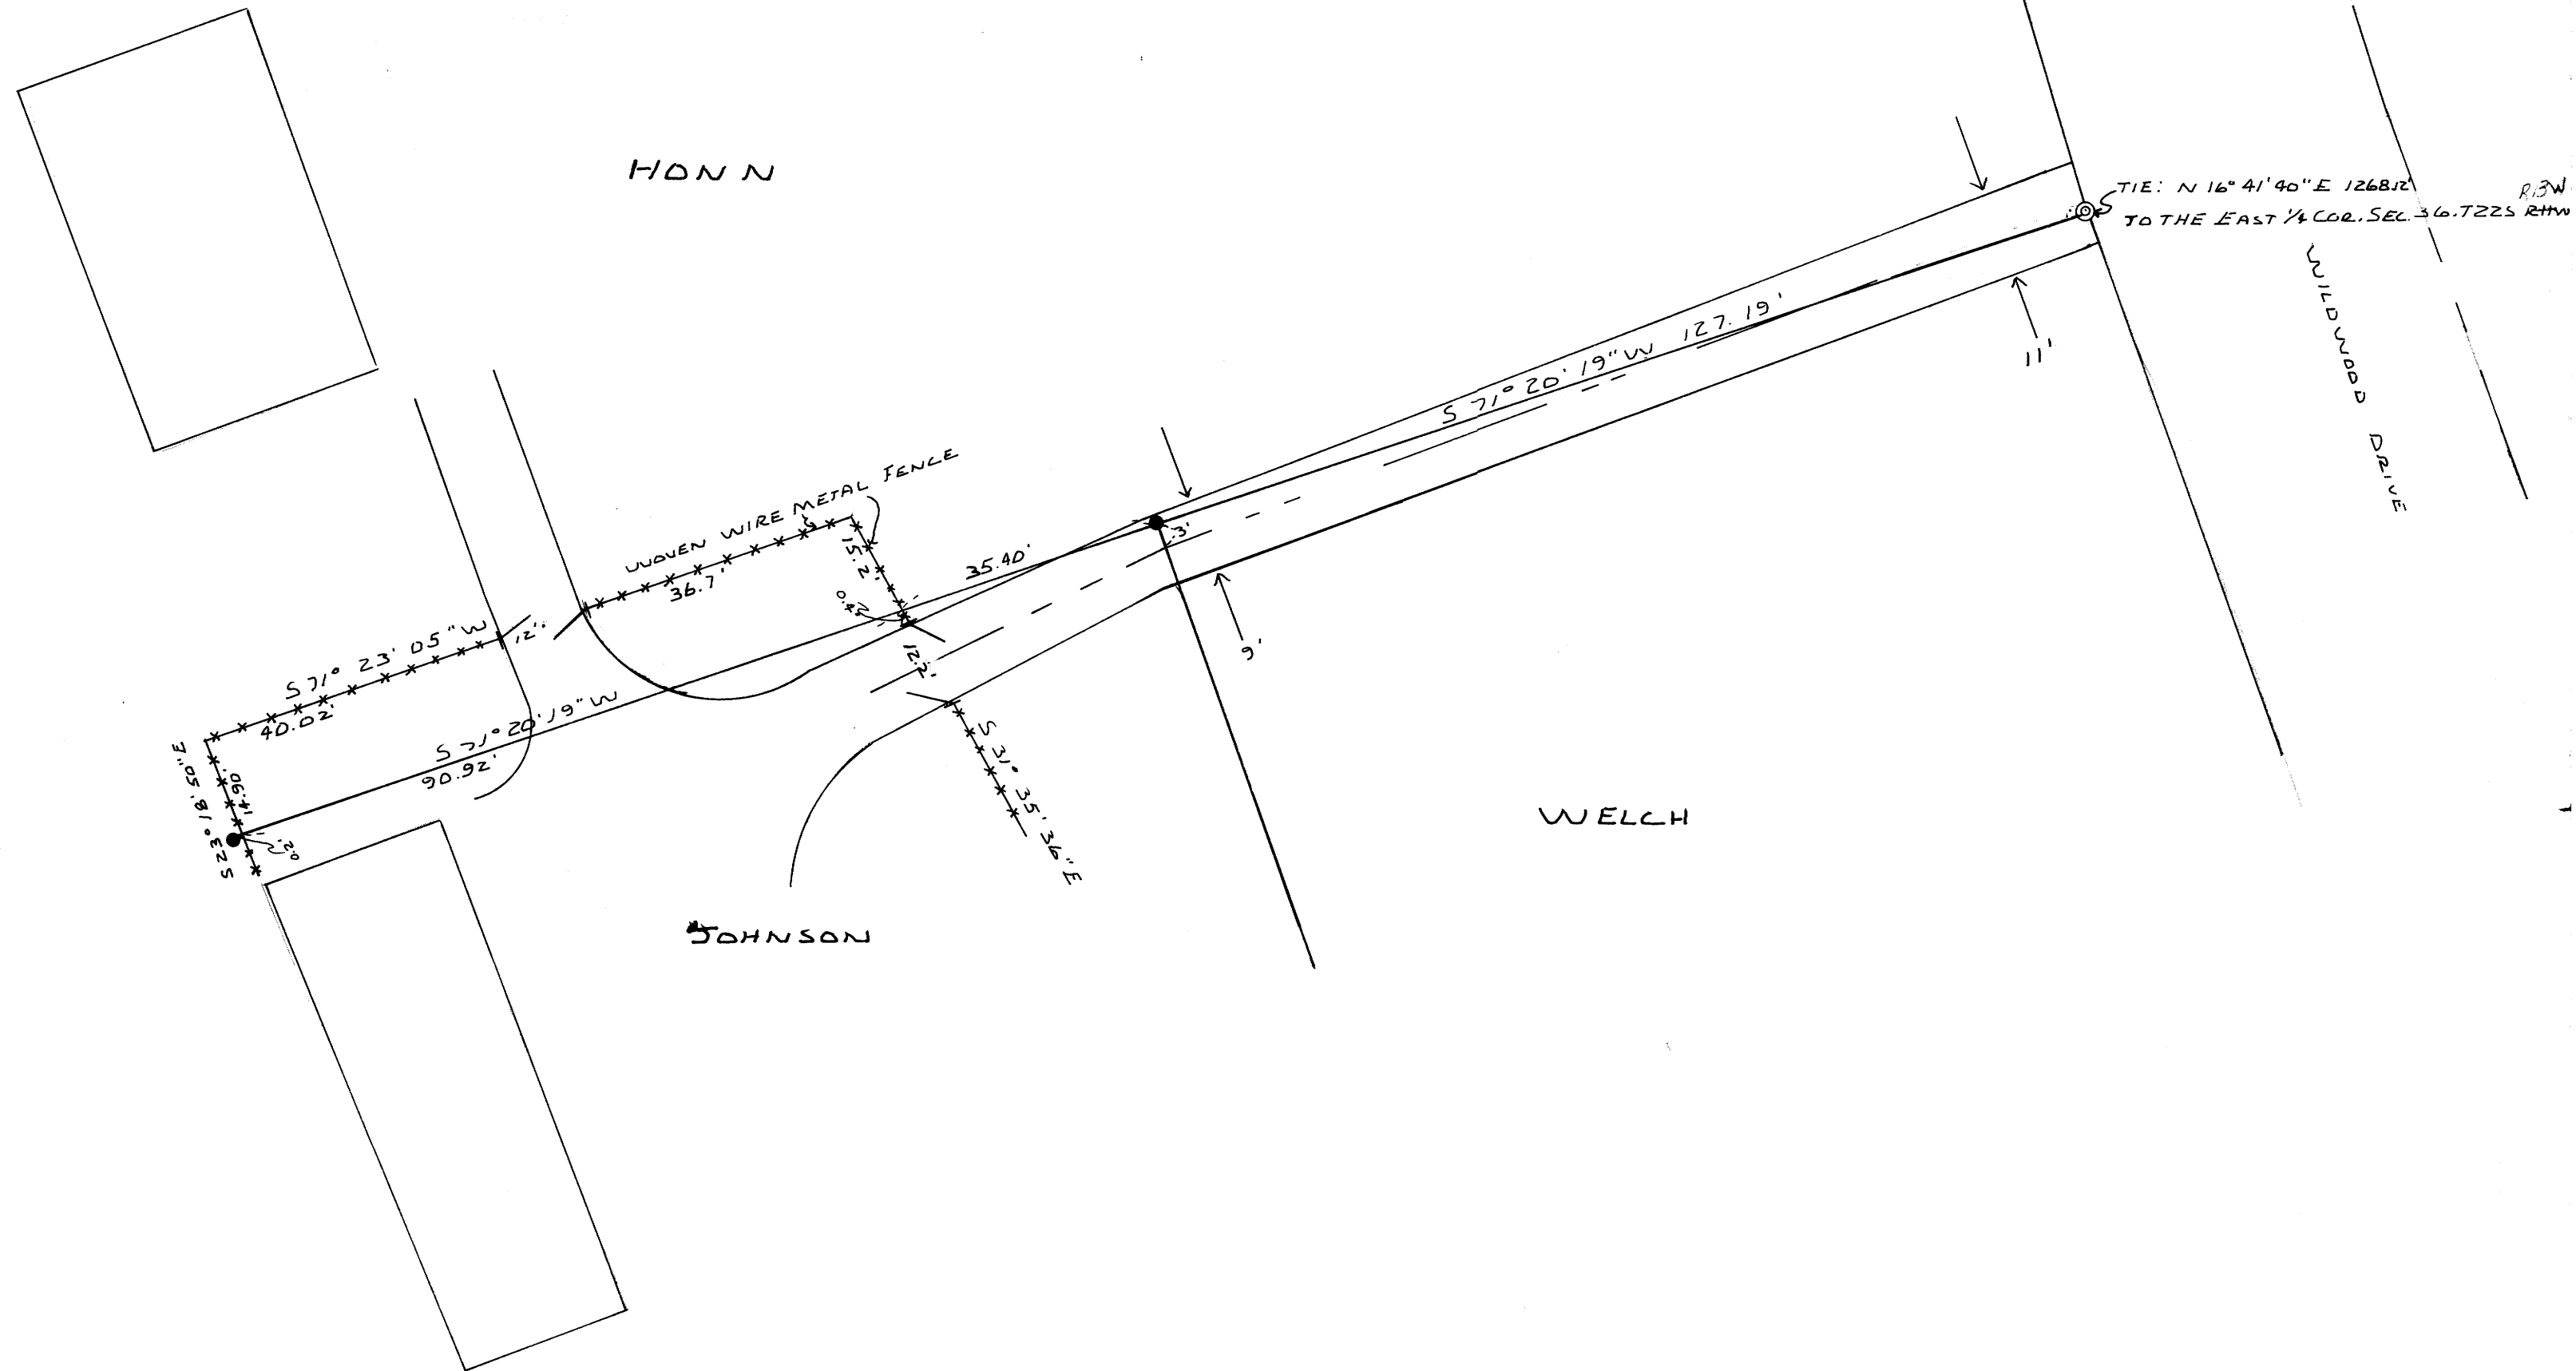 HONN
TIE: N 16° 41' 40" E 1268.12'
R13W
TO THE EAST 1/4 COR. SEC. 36. T22S
WILDWOOD DRIVE
11'
S 71° 20' 19" W 127.19'
WOVEN WIRE METAL FENCE
36.7'
15.2'
35.40'
.3'
0.4'
12.2'
9'
12'
S 71° 23' 05" W
40.02'
S 71° 20' 19" W
90.92'
S 23° 18' 50" E
14.90'
0.2'
S 31° 35' 36" E
WELCH
JOHNSON